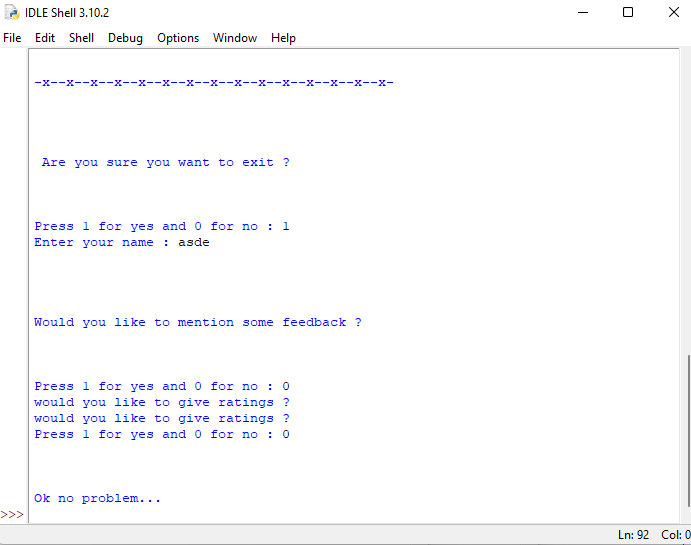 IDLE Shell 3.10.2
File Edit Shell Debug Options Window Help
-x--x--x--x--x--x--x--x--x--x--x--x--x--x--x-
Are you sure you want to exit ?
Press 1 for yes and 0 for no : 1
Enter your name : asde
Would you like to mention some feedback ?
Press 1 for yes and 0 for no : 0
would you like to give ratings ?
would you like to give ratings ?
Press 1 for yes and 0 for no : 0
Ok no problem...
>>>
Ln: 92 Col: 0